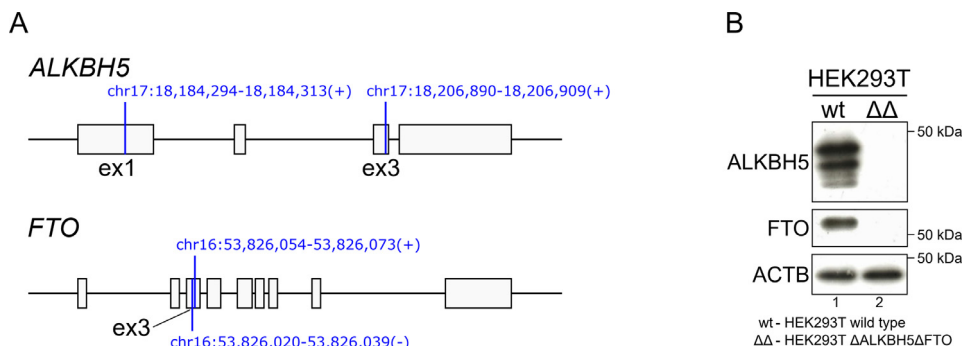 A
ALKBH5
chr17:18,184,294-18,184,313(+)
chr17:18,206,890-18,206,909(+)
ex1
ex3
FTO
chr16:53,826,054-53,826,073(+)
ex3
chr16:53,826,020-53,826,039(-)
B
HEK293T
wt ΔΔ
50 kDa
ALKBH5
FTO
50 kDa
50 kDa
ACTB
1 2
wt - HEK293T wild type
ΔΔ - HEK293T ΔALKBH5ΔFTO